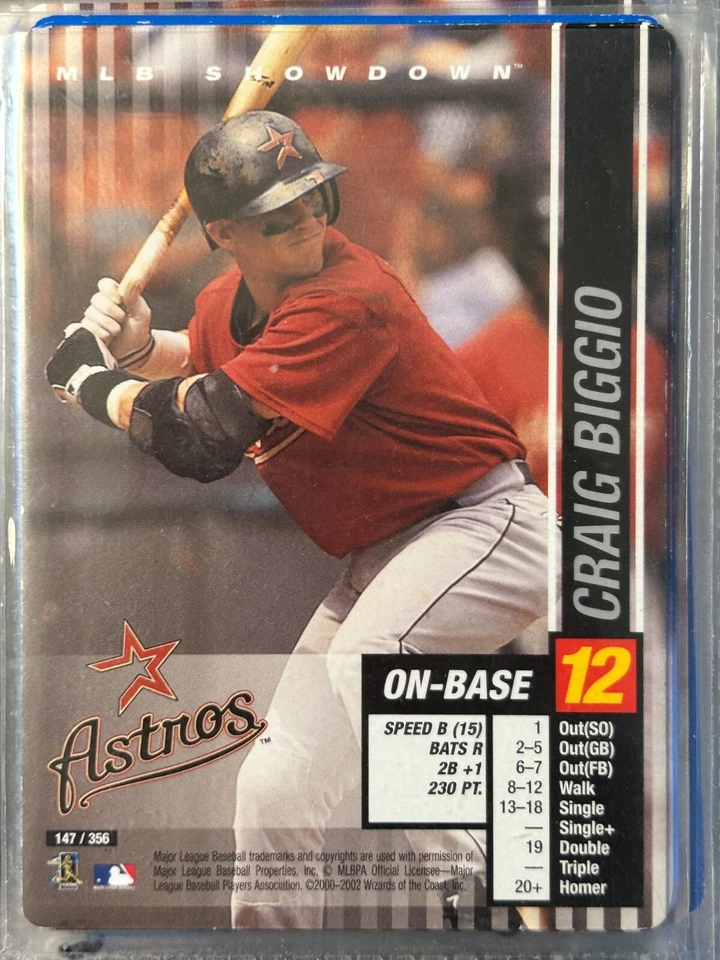 MLB™ SHOWDOWN™
CRAIG BIGGIO
ON-BASE 12
SPEED B (15)
BATS R
2B +1
230 PT.
1 Out(SO)
2–5 Out(GB)
6–7 Out(FB)
8–12 Walk
13–18 Single
— Single+
19 Double
— Triple
20+ Homer
Astros™
147 / 356
Major League Baseball trademarks and copyrights are used with permission of
Major League Baseball Properties, Inc. © MLBPA Official Licensee—Major
League Baseball Players Association. ©2000–2002 Wizards of the Coast, Inc.